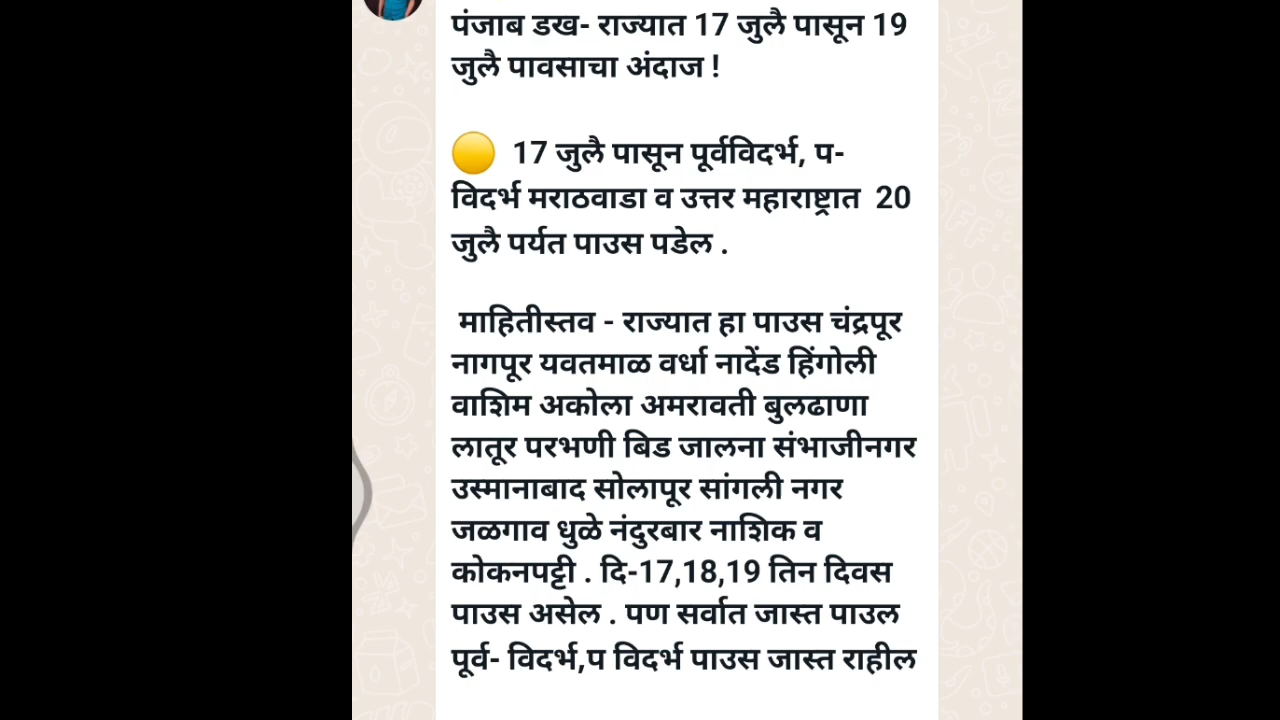 पंजाब डख- राज्यात 17 जुलै पासून 19
जुलै पावसाचा अंदाज !
17 जुलै पासून पूर्वविदर्भ, प-
विदर्भ मराठवाडा व उत्तर महाराष्ट्रात 20
जुलै पर्यत पाउस पडेल .
माहितीस्तव - राज्यात हा पाउस चंद्रपूर
नागपूर यवतमाळ वर्धा नादेंड हिंगोली
वाशिम अकोला अमरावती बुलढाणा
लातूर परभणी बिड जालना संभाजीनगर
उस्मानाबाद सोलापूर सांगली नगर
जळगाव धुळे नंदुरबार नाशिक व
कोकनपट्टी . दि-17,18,19 तिन दिवस
पाउस असेल . पण सर्वात जास्त पाउल
पूर्व- विदर्भ,प विदर्भ पाउस जास्त राहील